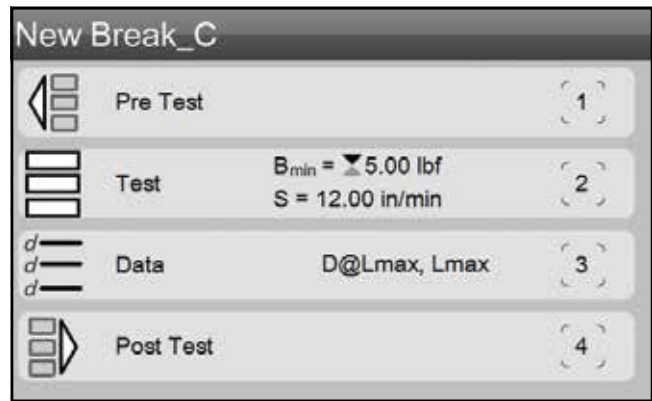 New Break_C
Pre Test 1
Test Bmin = 5.00 lbf 2
S = 12.00 in/min
d Data D@Lmax, Lmax 3
d
d
Post Test 4